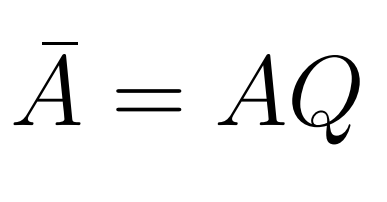 Ā = AQ